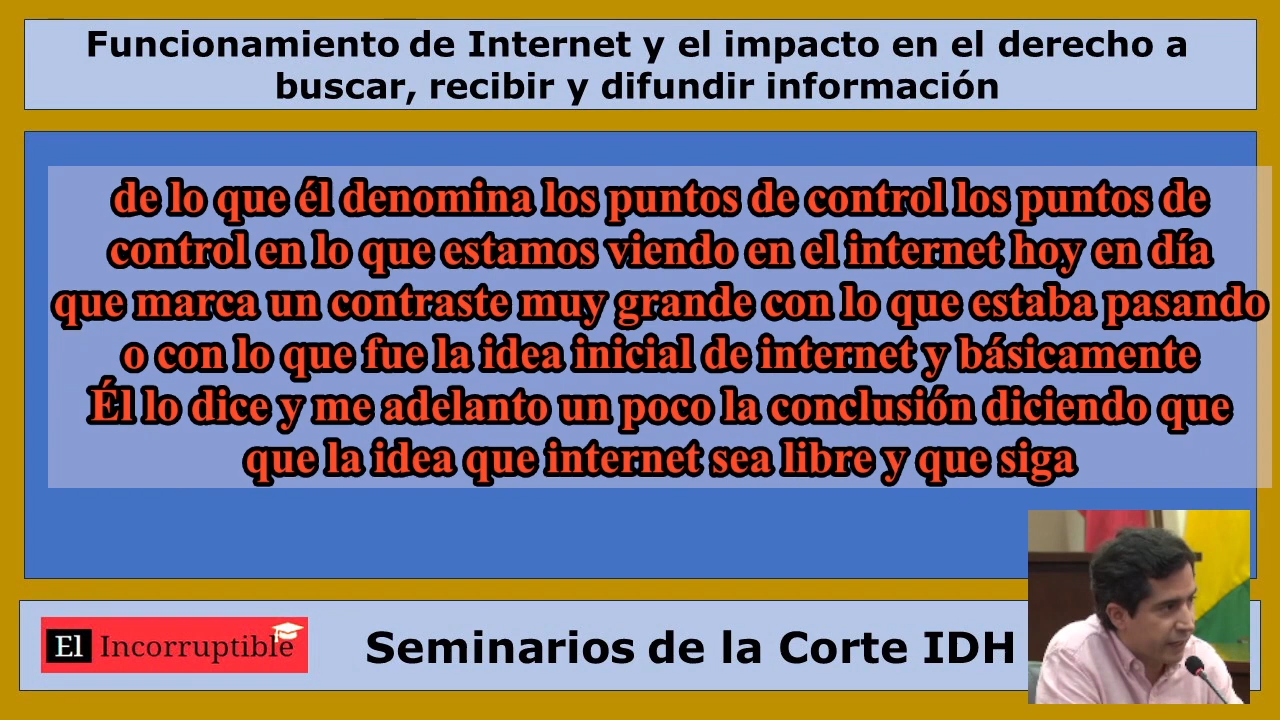 Funcionamiento de Internet y el impacto en el derecho a
buscar, recibir y difundir información
de lo que él denomina los puntos de control los puntos de
control en lo que estamos viendo en el internet hoy en día
que marca un contraste muy grande con lo que estaba pasando
o con lo que fue la idea inicial de internet y básicamente
Él lo dice y me adelanto un poco la conclusión diciendo que
que la idea que internet sea libre y que siga
El Incorruptible
Seminarios de la Corte IDH